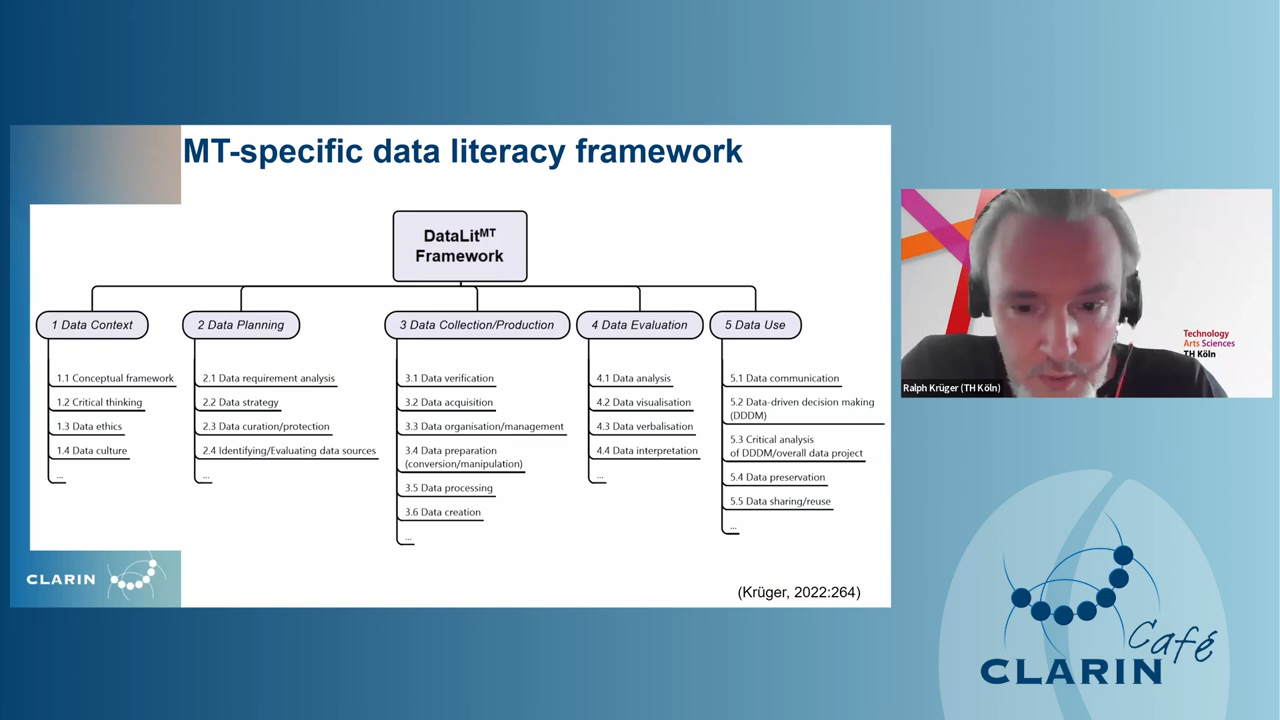 MT-specific data literacy framework
DataLitMT
Framework
1 Data Context
2 Data Planning
3 Data Collection/Production
4 Data Evaluation
5 Data Use
1.1 Conceptual framework
1.2 Critical thinking
1.3 Data ethics
1.4 Data culture
...
2.1 Data requirement analysis
2.2 Data strategy
2.3 Data curation/protection
2.4 Identifying/Evaluating data sources
...
3.1 Data verification
3.2 Data acquisition
3.3 Data organisation/management
3.4 Data preparation
(conversion/manipulation)
3.5 Data processing
3.6 Data creation
...
4.1 Data analysis
4.2 Data visualisation
4.3 Data verbalisation
4.4 Data interpretation
...
5.1 Data communication
5.2 Data-driven decision making
(DDDM)
5.3 Critical analysis
of DDDM/overall data project
5.4 Data preservation
5.5 Data sharing/reuse
...
CLARIN
(Krüger, 2022:264)
Technology
Arts Sciences
TH Köln
Ralph Krüger (TH Köln)
Café
CLARIN